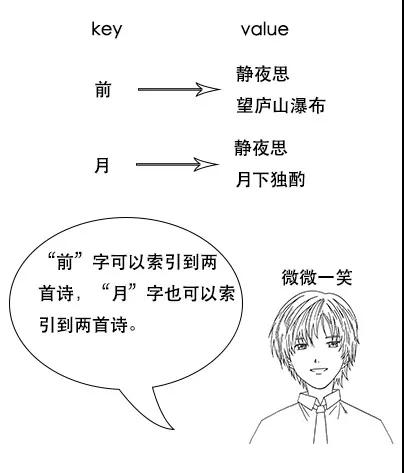 key value
前 静夜思
望庐山瀑布
月 静夜思
月下独酌
“前”字可以索引到两
首诗，“月”字也可以索
引到两首诗。
微微一笑